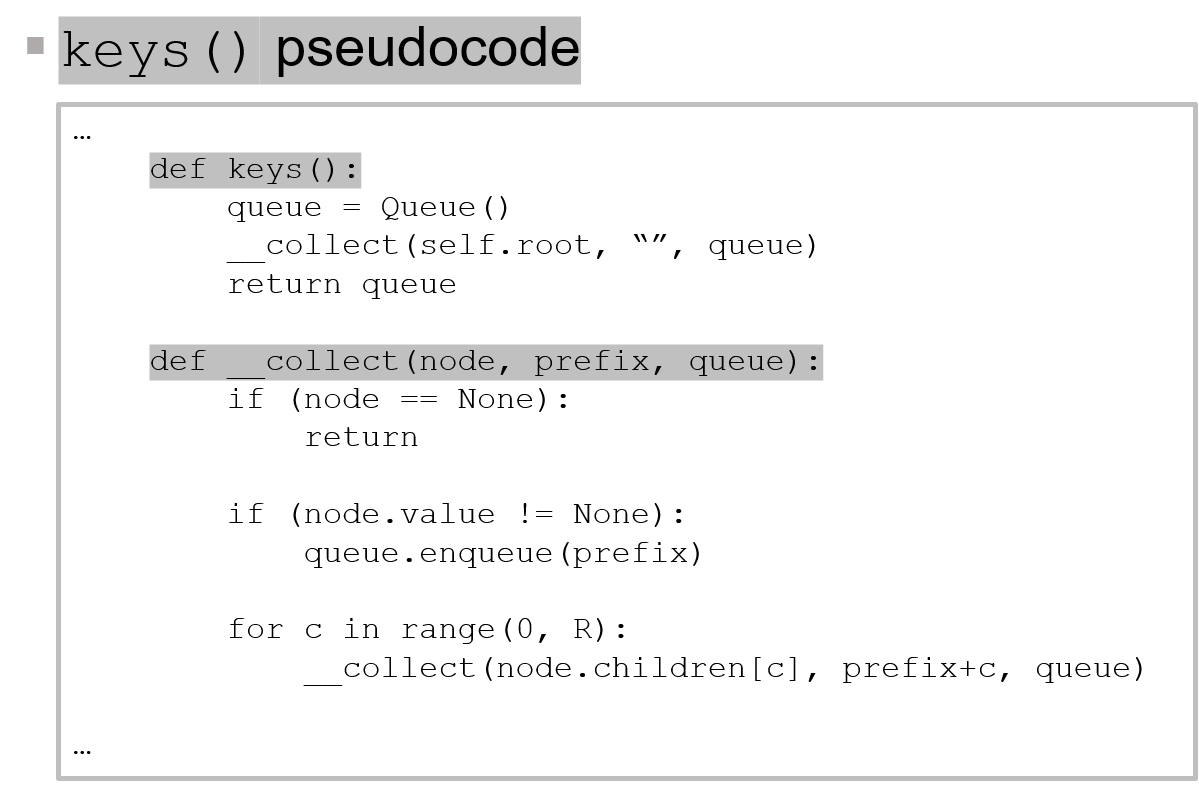 ▪ keys() pseudocode
…
def keys():
queue = Queue()
__collect(self.root, “”, queue)
return queue
def __collect(node, prefix, queue):
if (node == None):
return
if (node.value != None):
queue.enqueue(prefix)
for c in range(0, R):
__collect(node.children[c], prefix+c, queue)
…